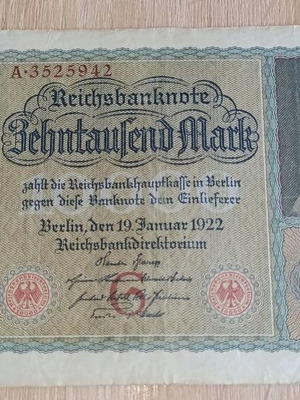 A·3525942
Reichsbanknote
Zehntausend Mark
zahlt die Reichsbankhauptkasse in Berlin
gegen diese Banknote dem Einlieferer
Berlin, den 19. Januar 1922
Reichsbankdirektorium